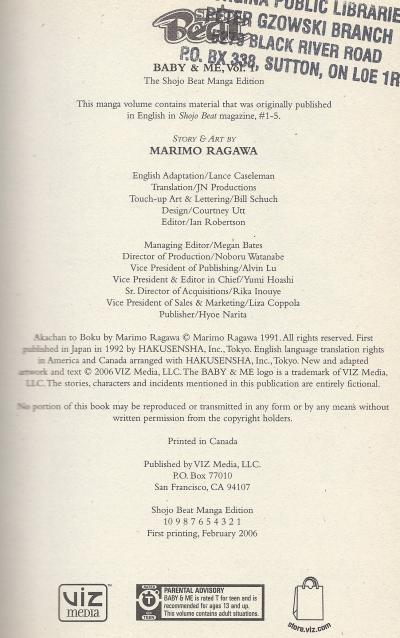 GINA PUBLIC LIBRARIE
PETER GZOWSKI BRANCH
BLACK RIVER ROAD
P.O. BX 338, SUTTON, ON LOE 1R
Beat
BABY & ME, Vol. 1
The Shojo Beat Manga Edition
This manga volume contains material that was originally published
in English in Shojo Beat magazine, #1-5.
STORY & ART BY
MARIMO RAGAWA
English Adaptation/Lance Caselman
Translation/JN Productions
Touch-up Art & Lettering/Bill Schuch
Design/Courtney Utt
Editor/Ian Robertson
Managing Editor/Megan Bates
Director of Production/Noboru Watanabe
Vice President of Publishing/Alvin Lu
Vice President & Editor in Chief/Yumi Hoashi
Sr. Director of Acquisitions/Rika Inouye
Vice President of Sales & Marketing/Liza Coppola
Publisher/Hyoe Narita
Akachan to Boku by Marimo Ragawa © Marimo Ragawa 1991. All rights reserved. First
published in Japan in 1992 by HAKUSENSHA, Inc., Tokyo. English language translation rights
in America and Canada arranged with HAKUSENSHA, Inc., Tokyo. New and adapted
artwork and text © 2006 VIZ Media, LLC. The BABY & ME logo is a trademark of VIZ Media,
LLC. The stories, characters and incidents mentioned in this publication are entirely fictional.
No portion of this book may be reproduced or transmitted in any form or by any means without
written permission from the copyright holders.
Printed in Canada
Published by VIZ Media, LLC.
P.O. Box 77010
San Francisco, CA 94107
Shojo Beat Manga Edition
10 9 8 7 6 5 4 3 2 1
First printing, February 2006
VIZ
MEDIA
RATED
T
TEEN
PARENTAL ADVISORY
BABY & ME is rated T for teen and is
recommended for ages 13 and up.
This volume contains adult situations.
store.viz.com